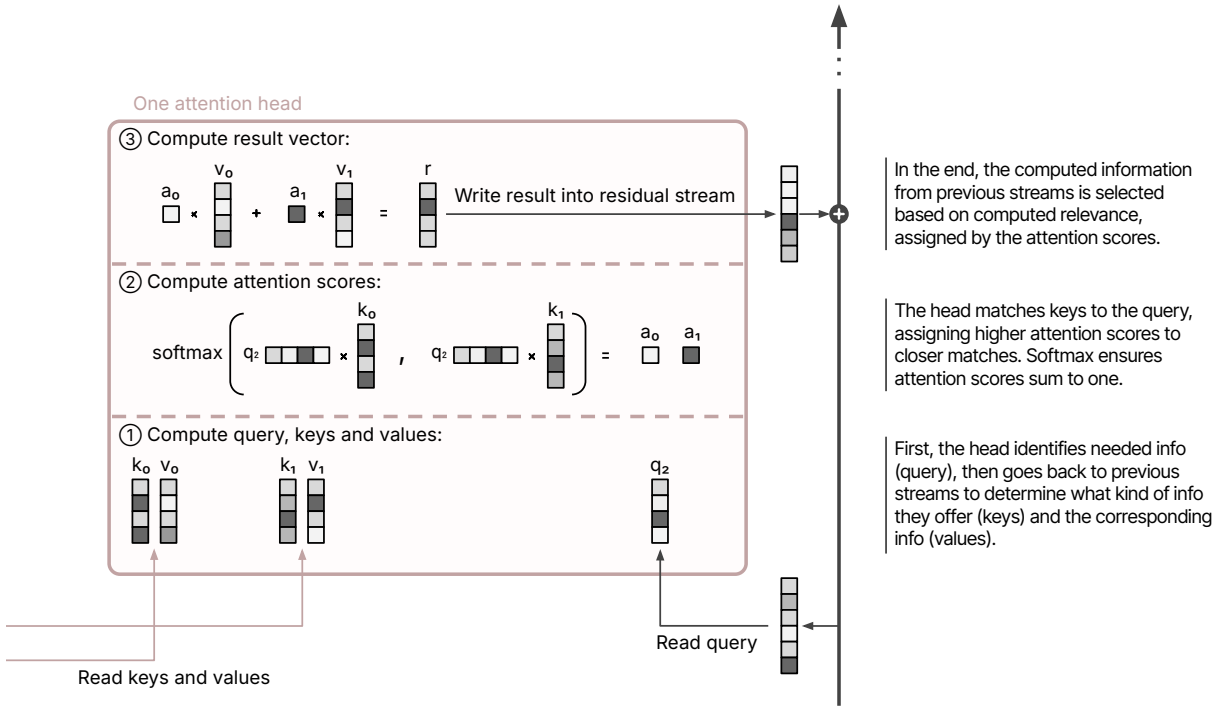 One attention head
③ Compute result vector:
a₀ × v₀ + a₁ × v₁ = r
Write result into residual stream
In the end, the computed information
from previous streams is selected
based on computed relevance,
assigned by the attention scores.
② Compute attention scores:
softmax ( q₂ × k₀ , q₂ × k₁ ) = a₀ a₁
The head matches keys to the query,
assigning higher attention scores to
closer matches. Softmax ensures
attention scores sum to one.
① Compute query, keys and values:
k₀ v₀ k₁ v₁ q₂
First, the head identifies needed info
(query), then goes back to previous
streams to determine what kind of info
they offer (keys) and the corresponding
info (values).
Read query
Read keys and values